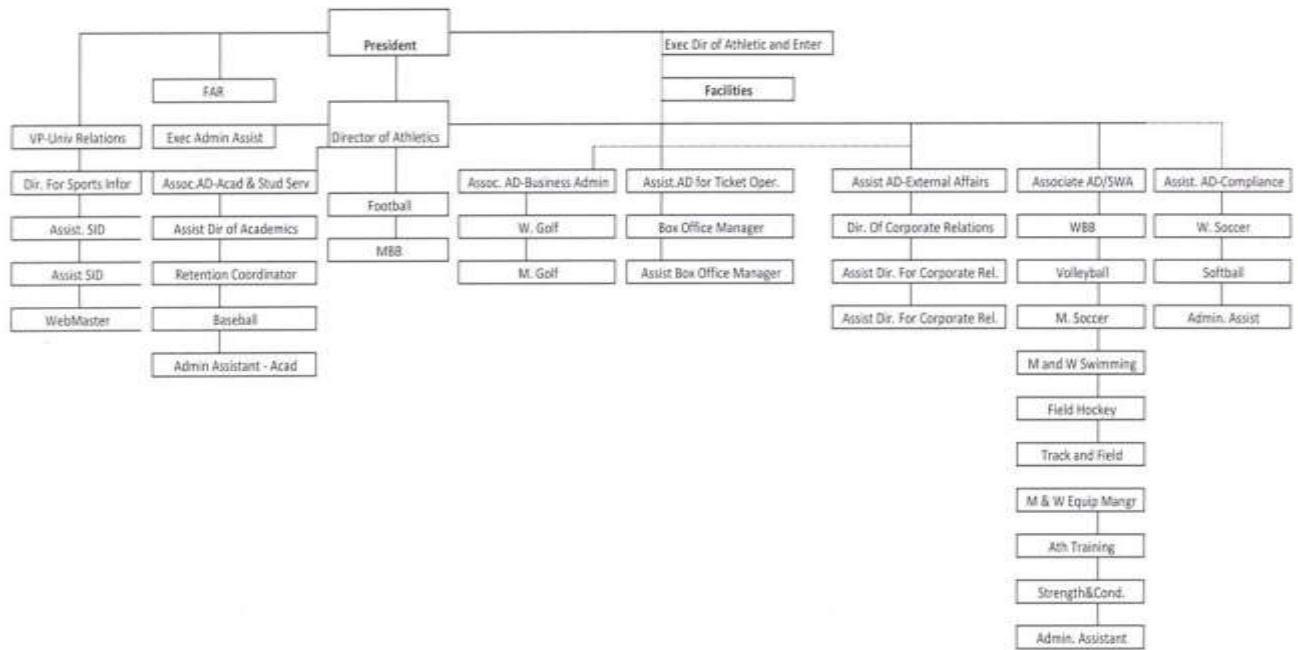 President
Exec Dir of Athletic and Enter
FAR
Facilities
VP-Univ Relations
Exec Admin Assist
Director of Athletics
Dir. For Sports Infor
Assoc.AD-Acad & Stud Serv
Assoc. AD-Business Admin
Assist.AD for Ticket Oper.
Assist AD-External Affairs
Associate AD/SWA
Assist. AD-Compliance
Football
Assist. SID
Assist Dir of Academics
W. Golf
Box Office Manager
Dir. Of Corporate Relations
WBB
W. Soccer
MBB
Assist SID
Retention Coordinator
M. Golf
Assist Box Office Manager
Assist Dir. For Corporate Rel.
Volleyball
Softball
WebMaster
Baseball
Assist Dir. For Corporate Rel.
M. Soccer
Admin. Assist
Admin Assistant - Acad
M and W Swimming
Field Hockey
Track and Field
M & W Equip Mangr
Ath Training
Strength&Cond.
Admin. Assistant